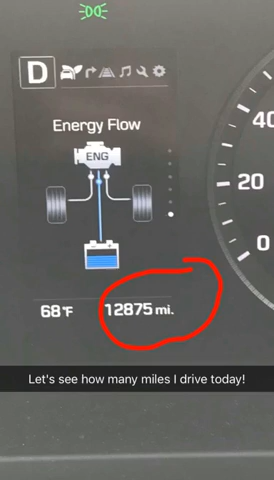 D
40
Energy Flow
ENG
20
0
68°F
12875 mi.
Let's see how many miles I drive today!